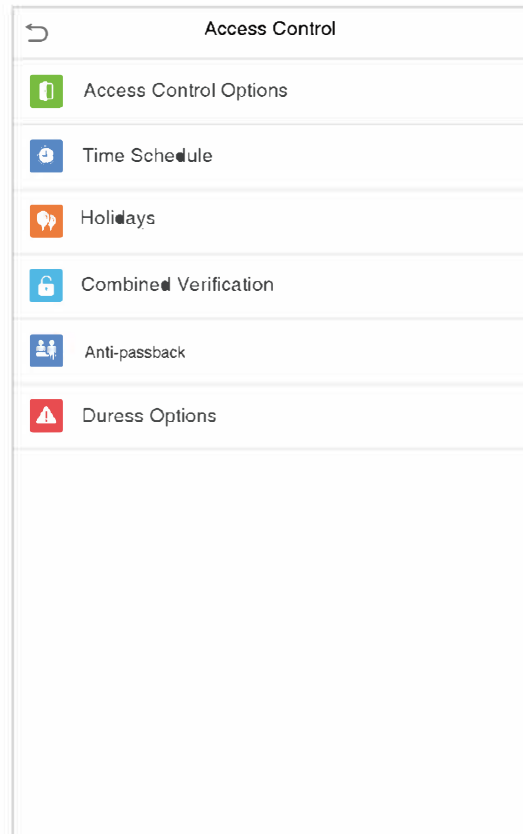 Access Control
Access Control Options
Time Schedule
Holidays
Combined Verification
Anti-passback
Duress Options